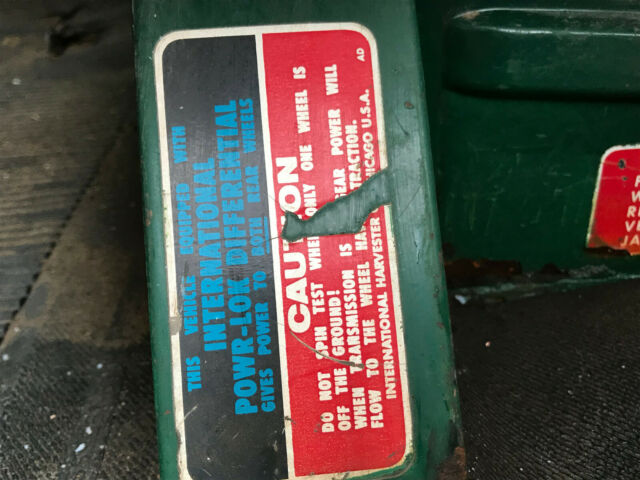 THIS VEHICLE EQUIPPED WITH
INTERNATIONAL
POWR-LOK DIFFERENTIAL
GIVES POWER TO BOTH REAR WHEELS
CAUTION
DO NOT SPIN TEST WHEN ONLY ONE WHEEL IS
OFF THE GROUND!
WHEN TRANSMISSION IS GEAR POWER WILL
FLOW TO THE WHEEL TRACTION.
INTERNATIONAL HARVESTER CHICAGO U.S.A.
AD
JA